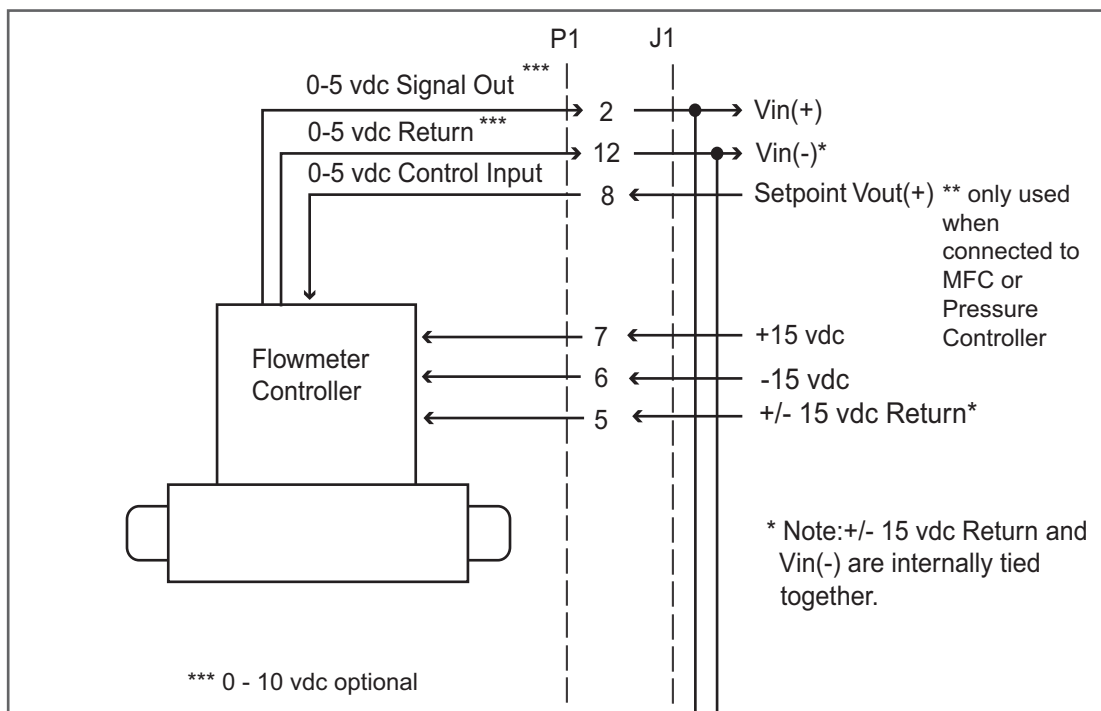 P1 J1
0-5 vdc Signal Out ***
2
Vin(+)
0-5 vdc Return ***
12
Vin(-)*
0-5 vdc Control Input
8
Setpoint Vout(+)
** only used
when
connected to
MFC or
Pressure
Controller
Flowmeter
Controller
7
+15 vdc
6
-15 vdc
5
+/- 15 vdc Return*
* Note:+/- 15 vdc Return and
Vin(-) are internally tied
together.
*** 0 - 10 vdc optional